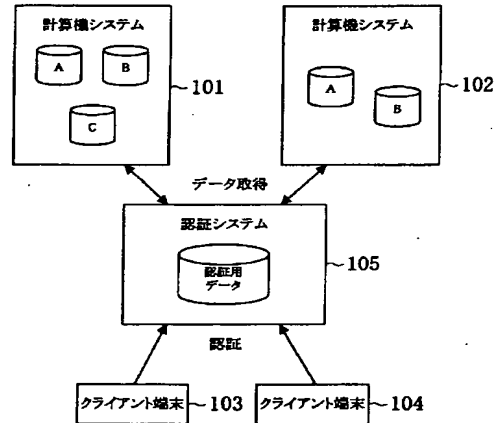 計算機システム
A
B
C
101
計算機システム
A
B
102
データ取得
認証システム
認証用
データ
105
認証
クライアント端末
103
クライアント端末
104